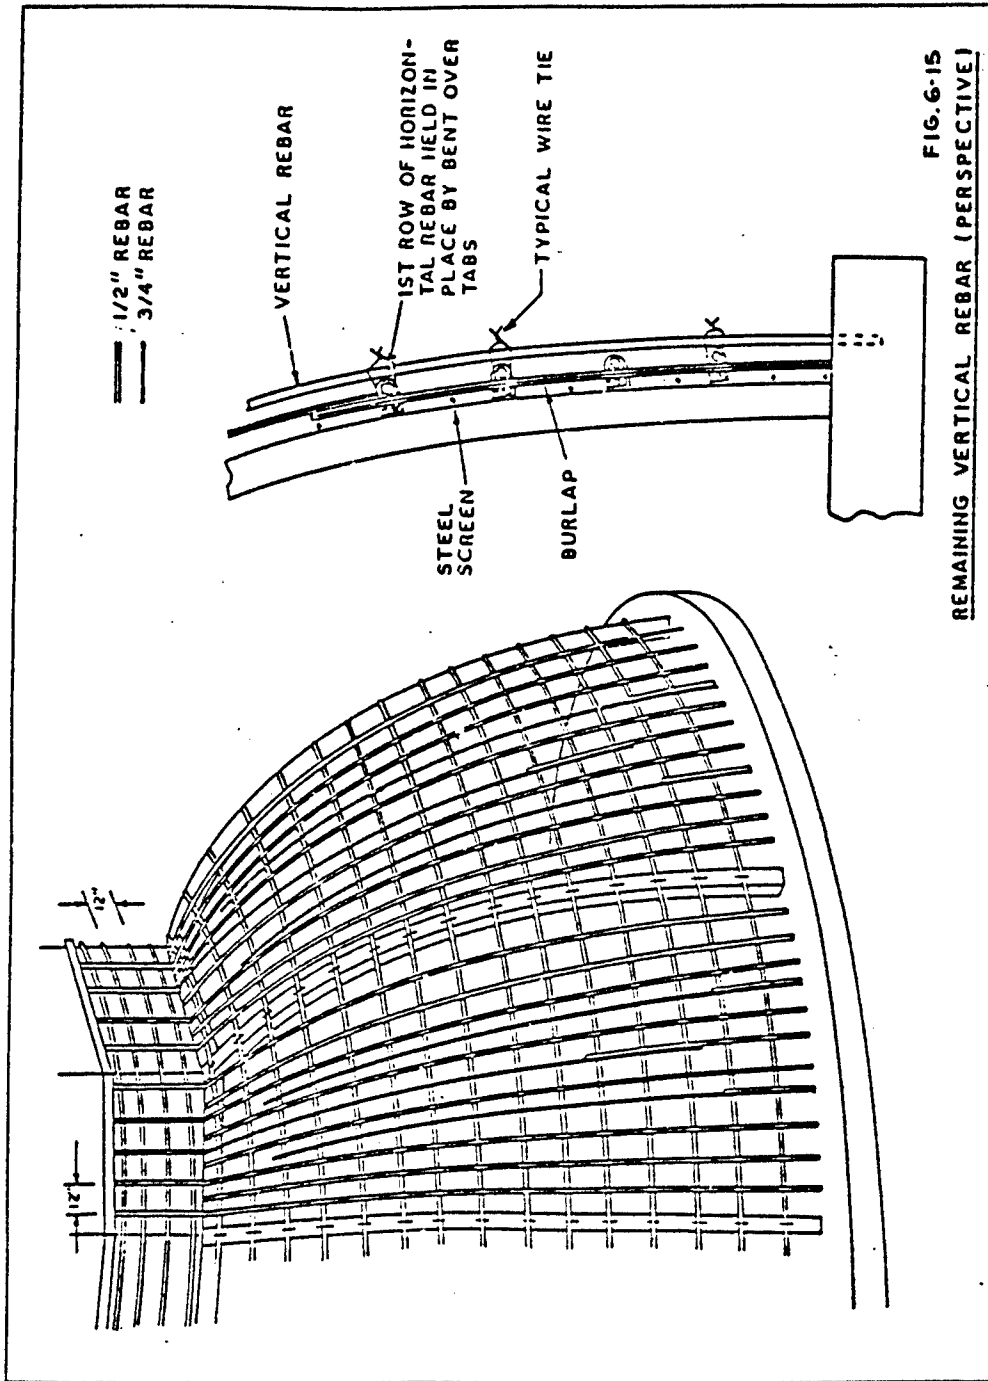 1/2" REBAR
3/4" REBAR
VERTICAL REBAR
1ST ROW OF HORIZON-
TAL REBAR HELD IN
PLACE BY BENT OVER
TABS
TYPICAL WIRE TIE
STEEL
SCREEN
BURLAP
12"
12"
FIG. 6-15
REMAINING VERTICAL REBAR (PERSPECTIVE)